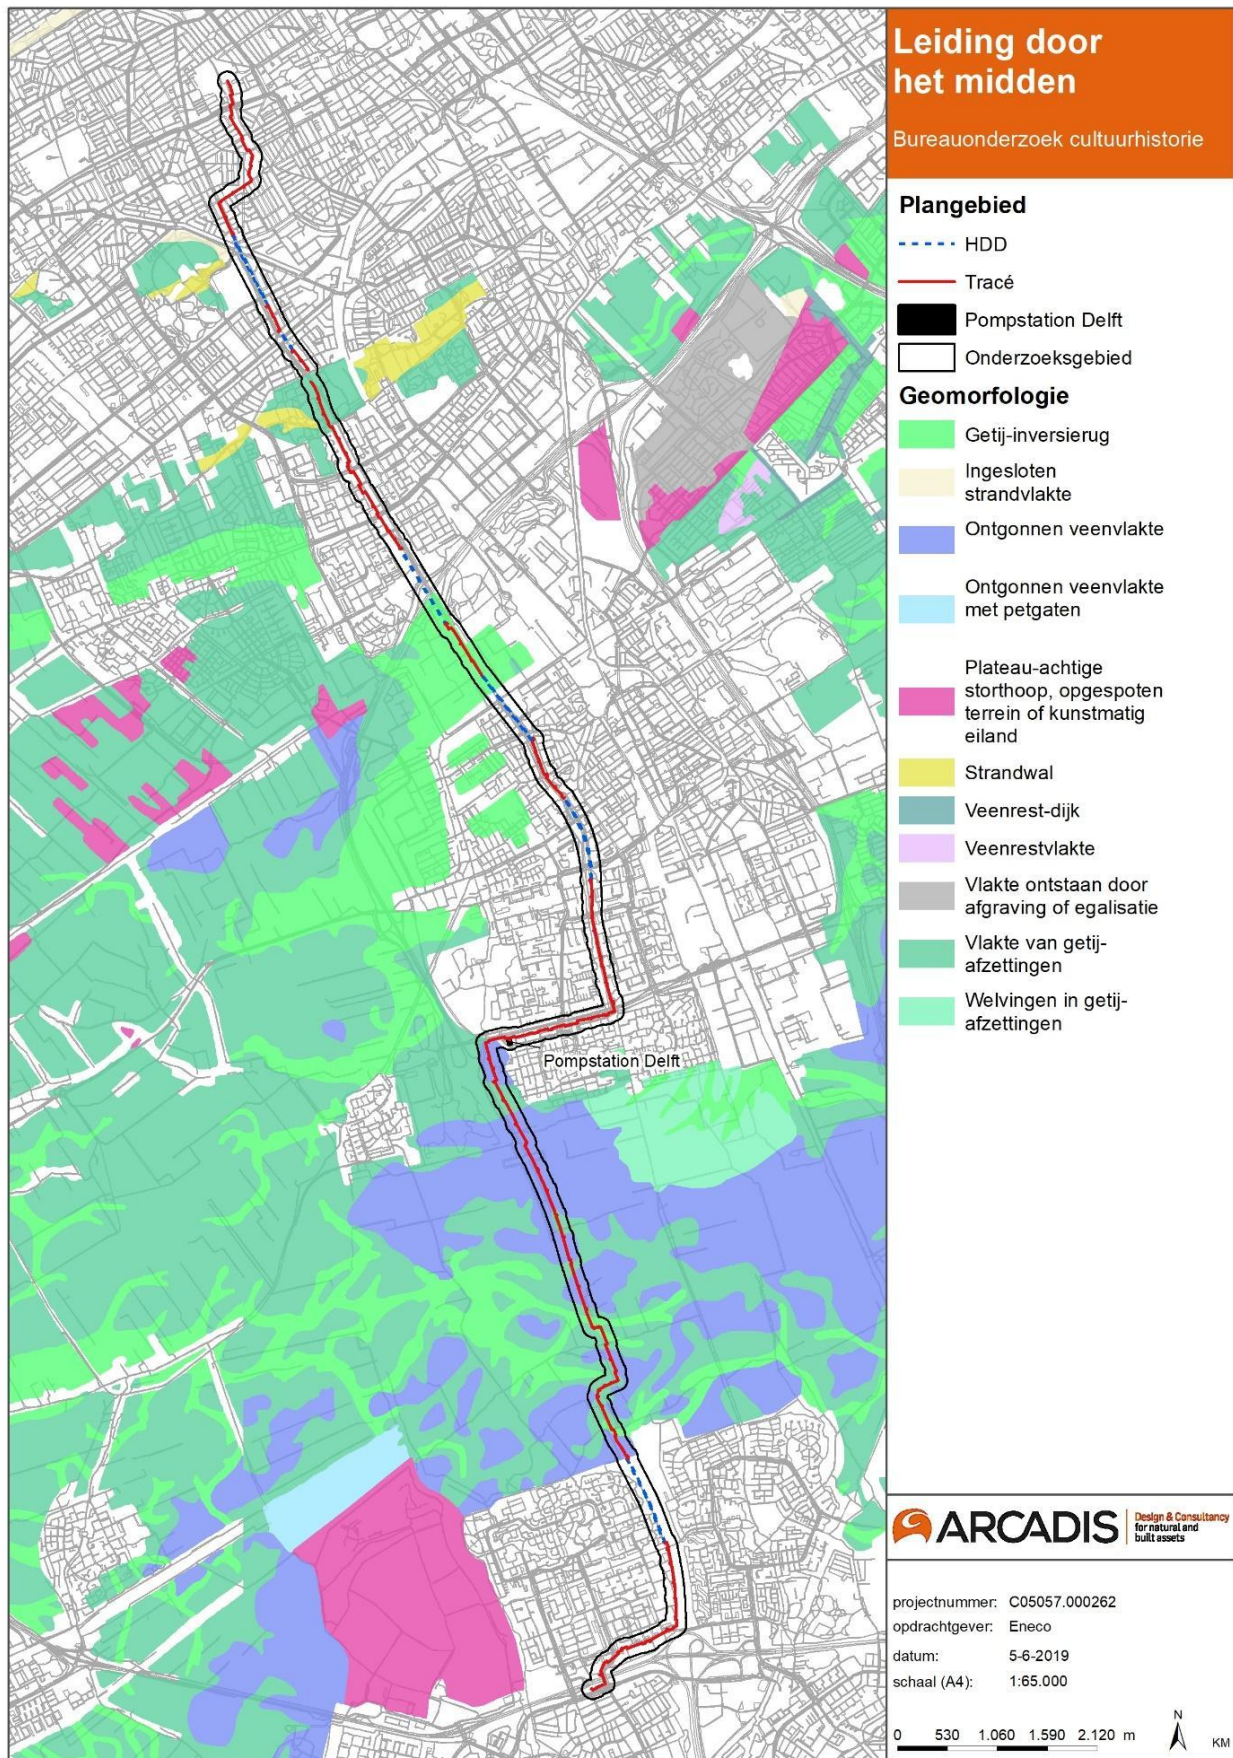 Leiding door
het midden
Bureauonderzoek cultuurhistorie
Plangebied
HDD
Tracé
Pompstation Delft
Onderzoeksgebied
Geomorfologie
Getij-inversierug
Ingesloten
strandvlakte
Ontgonnen veenvlakte
Ontgonnen veenvlakte
met petgaten
Plateau-achtige
storthoop, opgespoten
terrein of kunstmatig
eiland
Strandwal
Veenrest-dijk
Veenrestvlakte
Vlakte ontstaan door
afgraving of egalisatie
Vlakte van getij-
afzettingen
Welvingen in getij-
afzettingen
Pompstation Delft
ARCADIS
Design & Consultancy
for natural and
built assets
projectnummer: C05057.000262
opdrachtgever: Eneco
datum: 5-6-2019
schaal (A4): 1:65.000
0 530 1.060 1.590 2.120 m
N
KM